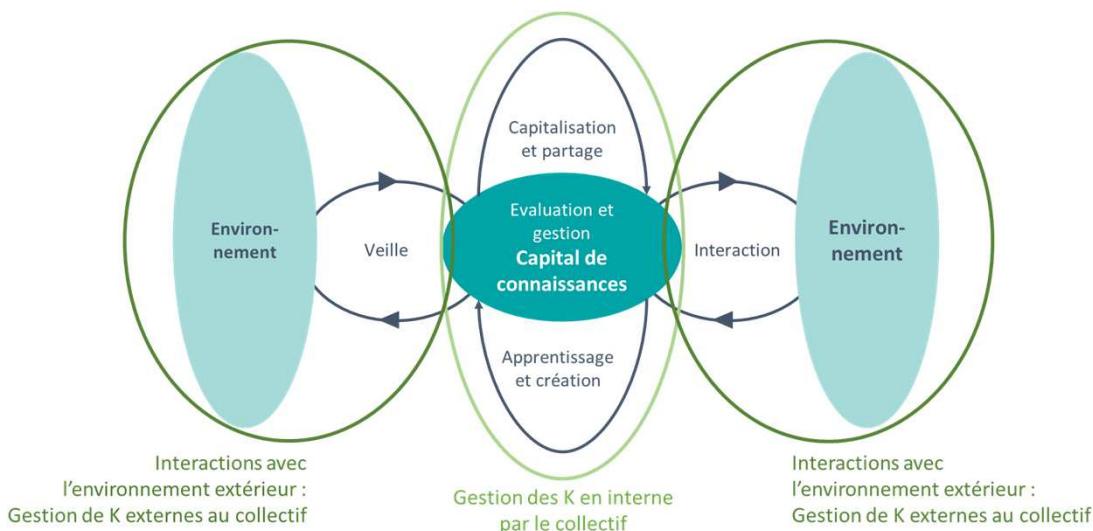 Capitalisation
et partage
Environ-
nement
Veille
Evaluation et
gestion
Capital de
connaissances
Interaction
Environ-
nement
Apprentissage
et création
Interactions avec
l’environnement extérieur :
Gestion de K externes au collectif
Gestion des K en interne
par le collectif
Interactions avec
l’environnement extérieur :
Gestion de K externes au collectif